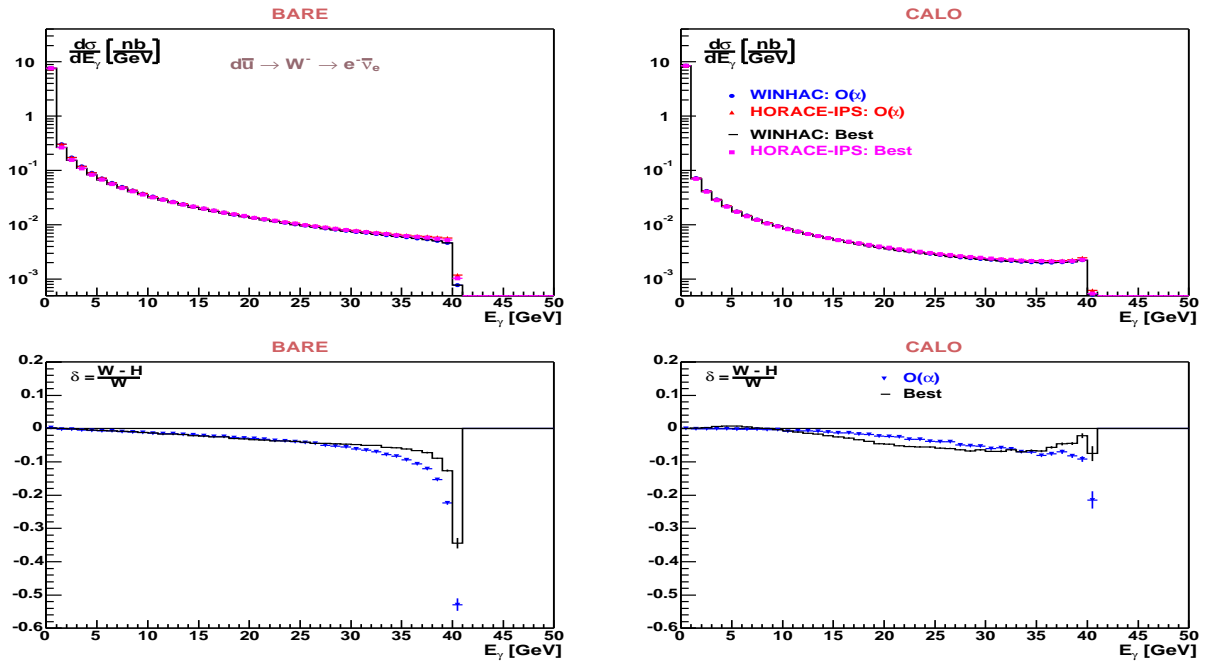 BARE
dσ/dE_γ [nb/GeV]
dū → W⁻ → e⁻ν̄_e
10
1
10⁻¹
10⁻²
10⁻³
0 5 10 15 20 25 30 35 40 45 50
E_γ [GeV]
CALO
dσ/dE_γ [nb/GeV]
WINHAC: O(α)
HORACE-IPS: O(α)
WINHAC: Best
HORACE-IPS: Best
10
1
10⁻¹
10⁻²
10⁻³
0 5 10 15 20 25 30 35 40 45 50
E_γ [GeV]
BARE
δ = W - H / W
0.2
0.1
0
-0.1
-0.2
-0.3
-0.4
-0.5
-0.6
0 5 10 15 20 25 30 35 40 45 50
E_γ [GeV]
CALO
δ = W - H / W
O(α)
Best
0.2
0.1
0
-0.1
-0.2
-0.3
-0.4
-0.5
-0.6
0 5 10 15 20 25 30 35 40 45 50
E_γ [GeV]